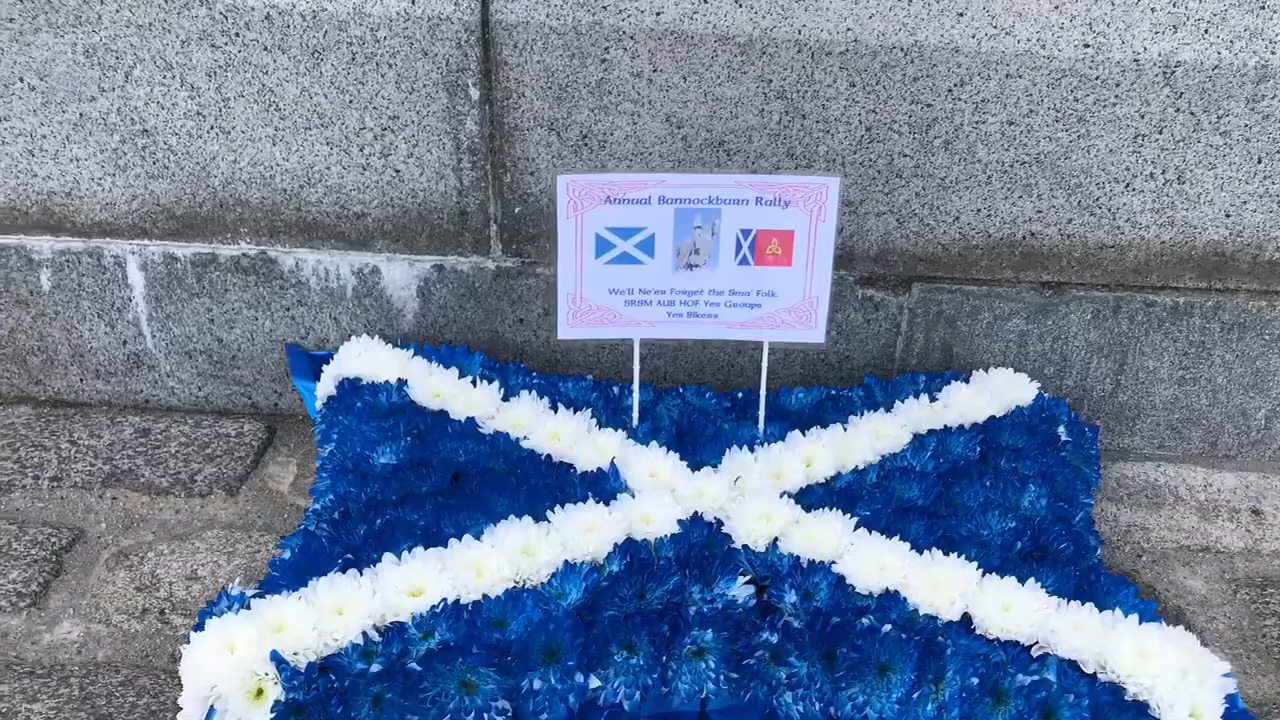 Annual Bannockburn Rally
We'll Ne'er Forget the Sma' Folk.
SRSM AUB HOF Yes Groups
Yes Bikers